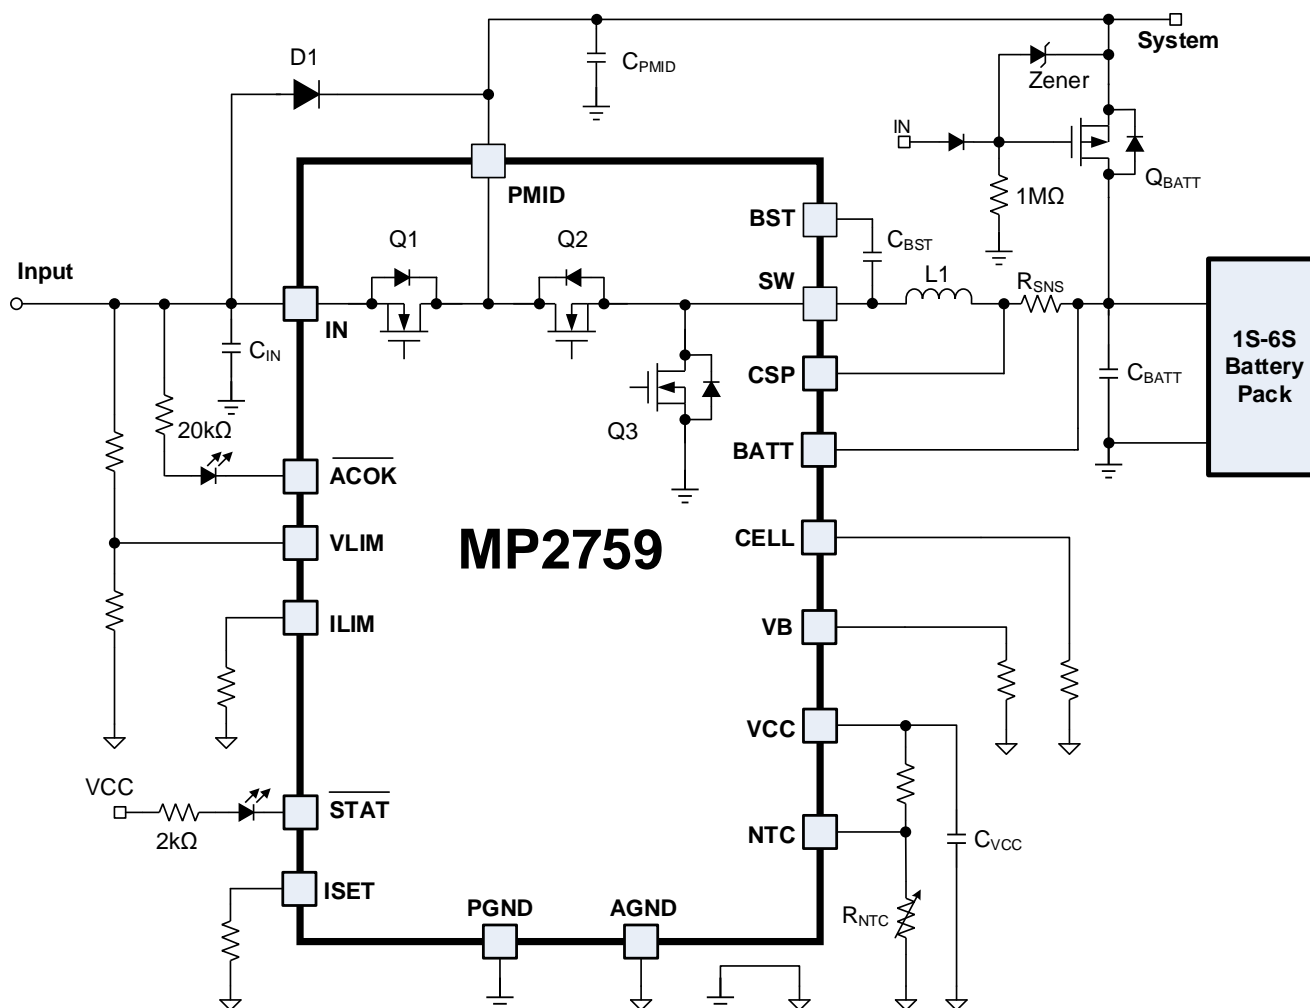 System
D1
CPMID
Zener
IN
PMID
QBATT
1MΩ
BST
Q1
Q2
CBST
Input
SW
L1
RSNS
IN
CIN
1S-6S
Battery
Pack
CSP
CBATT
20kΩ
Q3
ACOK
BATT
MP2759
VLIM
CELL
ILIM
VB
VCC
VCC
STAT
2kΩ
NTC
CVCC
ISET
PGND
AGND
RNTC